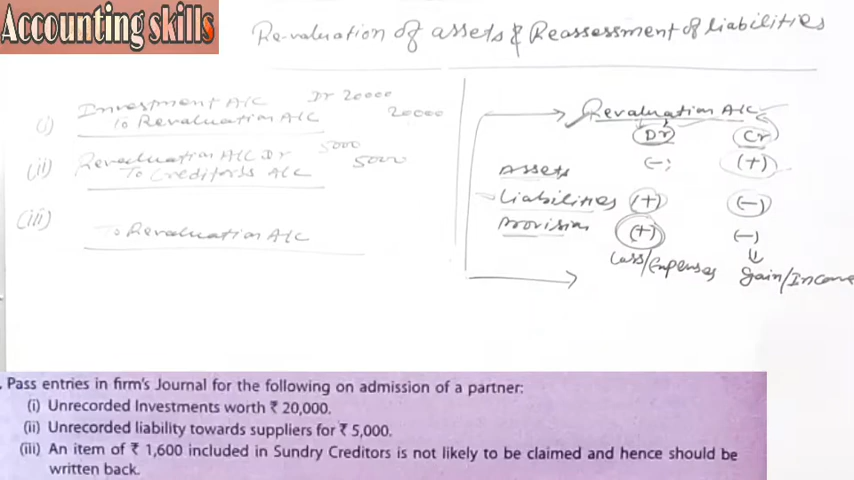 Accounting skills
Re-valuation of assets & Reassessment of liabilities
(i) Investment A/C Dr 20000
To Revaluation A/C 20000
(ii) Revaluation A/C Dr 5000
To Creditors A/C 5000
(iii)
To Revaluation A/C
Revaluation A/C
Dr Cr
Assets (-) (+)
Liabilities (+) (-)
Provision (+) (-)
Loss/Expenses Gain/Income
. Pass entries in firm's Journal for the following on admission of a partner:
(i) Unrecorded Investments worth ₹ 20,000.
(ii) Unrecorded liability towards suppliers for ₹ 5,000.
(iii) An item of ₹ 1,600 included in Sundry Creditors is not likely to be claimed and hence should be
written back.